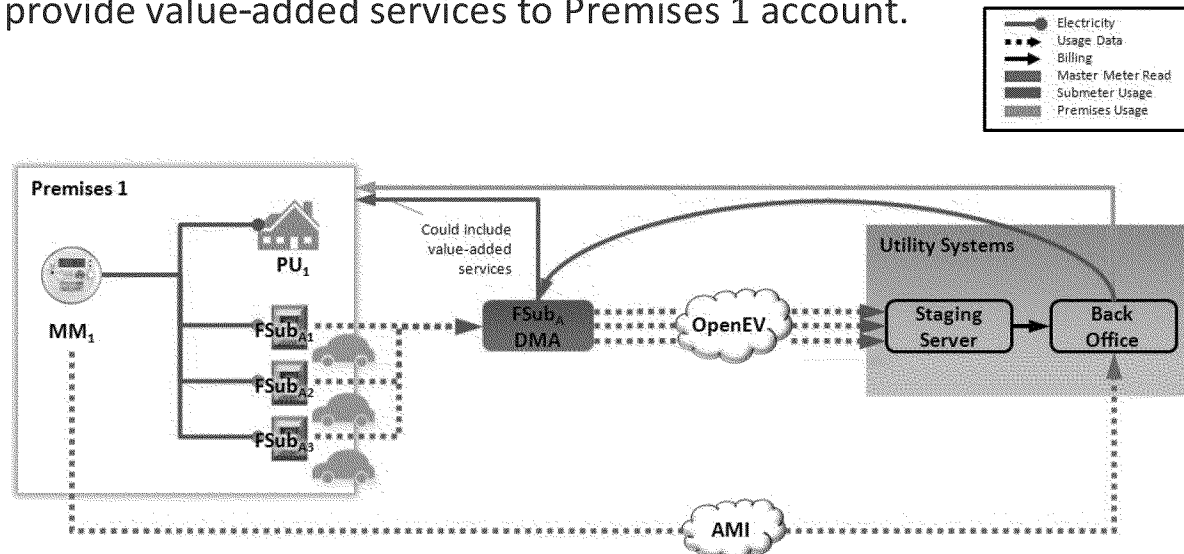 provide value-added services to Premises 1 account.
Electricity
Usage Data
Billing
Master Meter Read
Submeter Usage
Premises Usage
Premises 1
PU1
MM1
FSubA1
FSubA2
FSubA3
Could include
value-added
services
FSubA
DMA
OpenEV
Utility Systems
Staging
Server
Back
Office
AMI